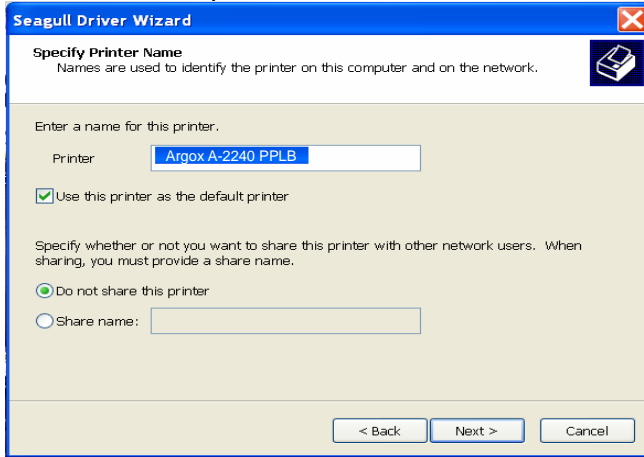 Seagull Driver Wizard
Specify Printer Name
Names are used to identify the printer on this computer and on the network.
Enter a name for this printer.
Printer Argox A-2240 PPLB
Use this printer as the default printer
Specify whether or not you want to share this printer with other network users. When
sharing, you must provide a share name.
Do not share this printer
Share name:
< Back Next > Cancel